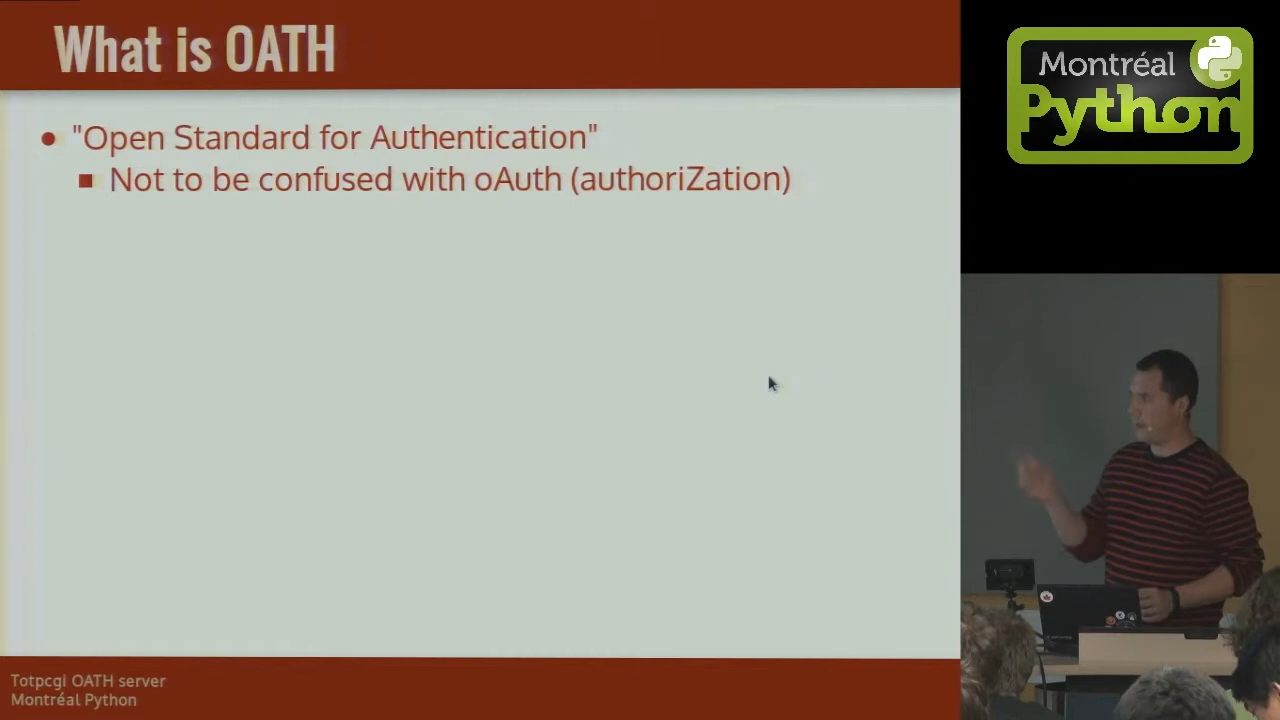 What is OATH
"Open Standard for Authentication"
Not to be confused with oAuth (authoriZation)
Totpcgi OATH server
Montréal Python
Montréal
Python